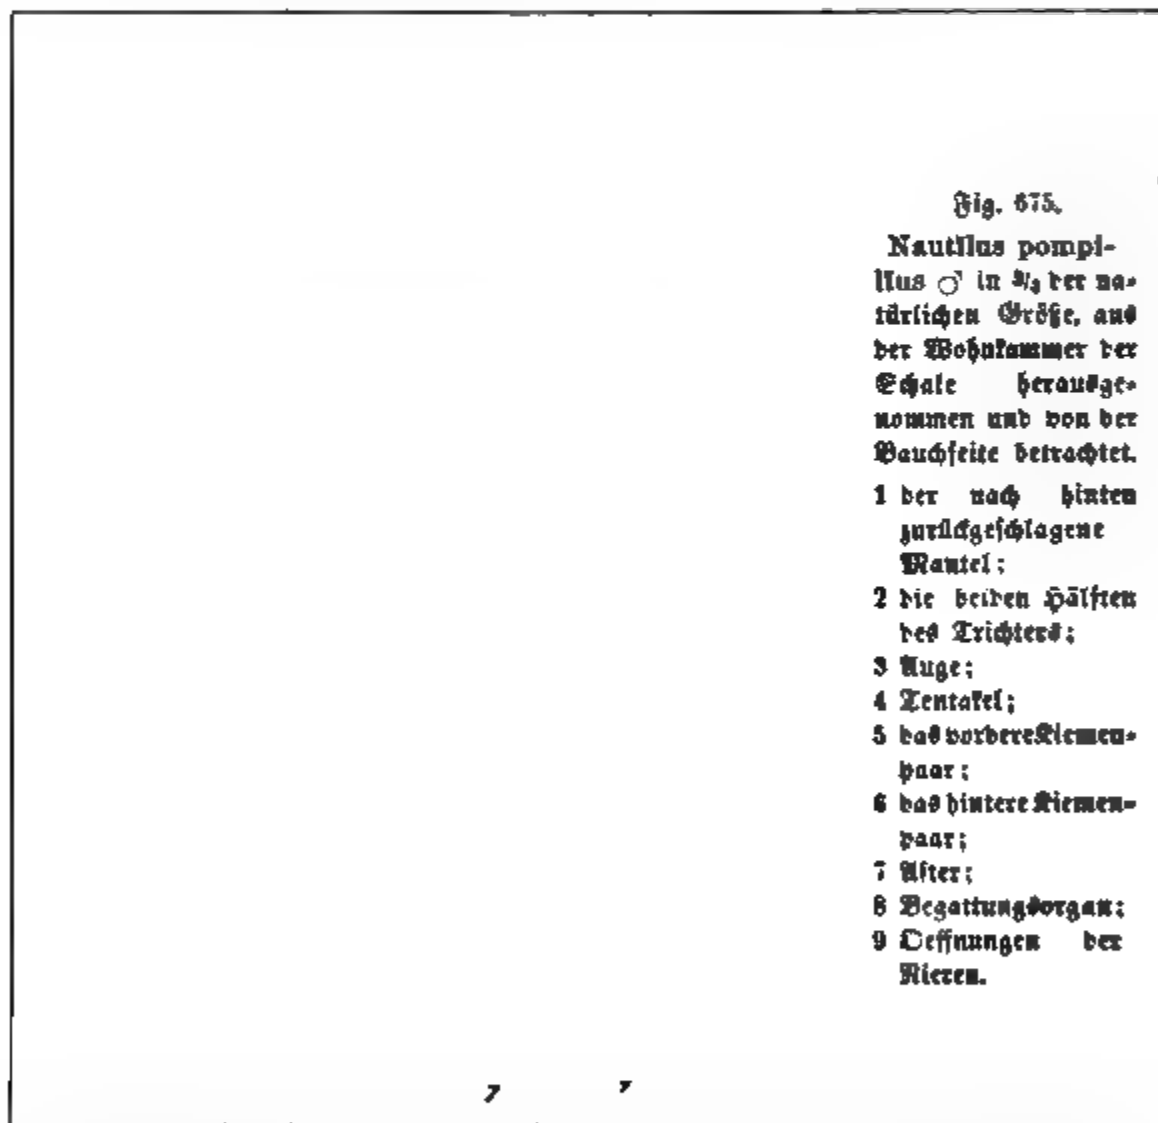 Fig. 675.
Nautilus pompi-
lius ♂ in ²/₃ der na-
türlichen Größe, aus
der Wohnkammer der
Schale herausge-
nommen und von der
Bauchseite betrachtet.
1 der nach hinten
zurückgeschlagene
Mantel;
2 die beiden Hälften
des Trichters;
3 Auge;
4 Tentakel;
5 das vordere Kiemen-
paar;
6 das hintere Kiemen-
paar;
7 After;
8 Begattungsorgan;
9 Oeffnungen der
Nieren.